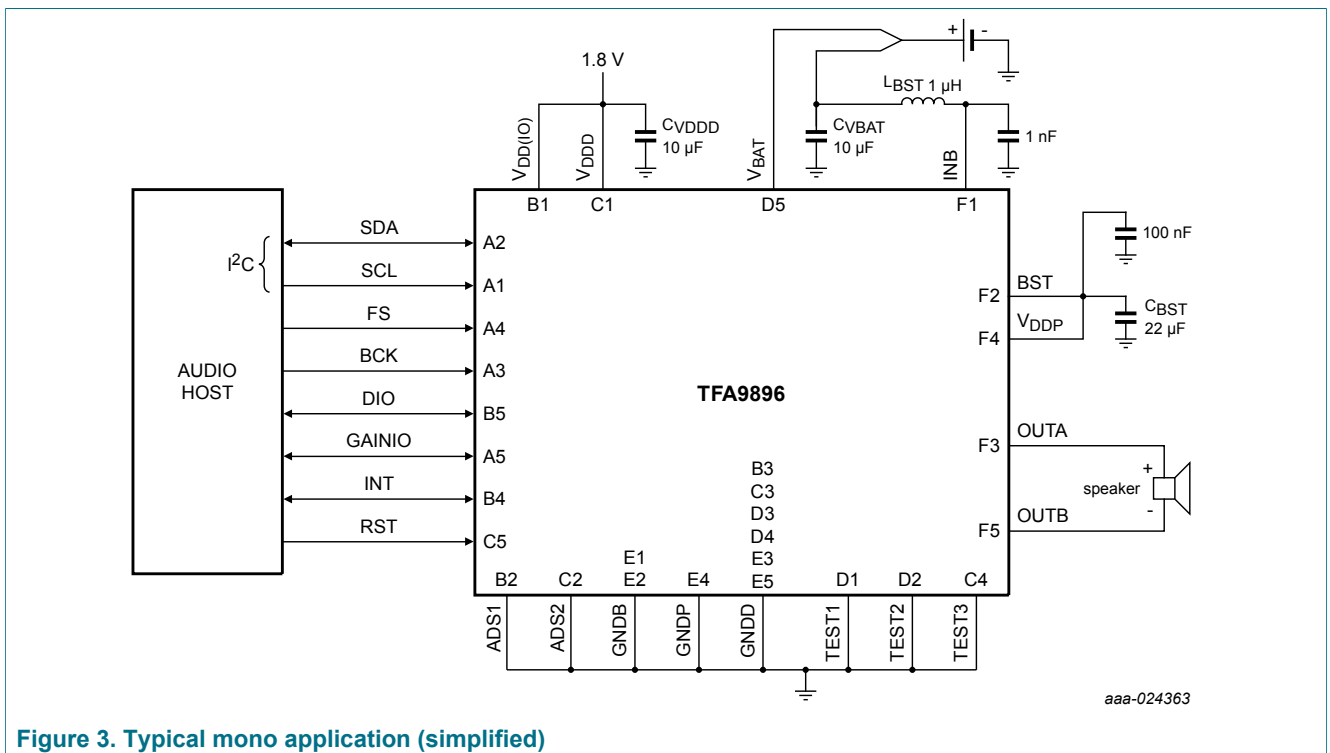 1.8 V
+ -
LBST 1 µH
VDD(IO)
VDDD
CVDDD
10 µF
VBAT
CVBAT
10 µF
INB
1 nF
B1 C1 D5 F1
AUDIO
HOST
I2C
SDA
A2
SCL
A1
FS
A4
BCK
A3
DIO
B5
GAINIO
A5
INT
B4
RST
C5
TFA9896
100 nF
F2
BST
F4
VDDP
CBST
22 µF
F3
OUTA
+
speaker
-
F5
OUTB
B3
C3
D3
D4
E1 E3
B2 C2 E2 E4 E5 D1 D2 C4
ADS1
ADS2
GNDB
GNDP
GNDD
TEST1
TEST2
TEST3
aaa-024363
Figure 3. Typical mono application (simplified)